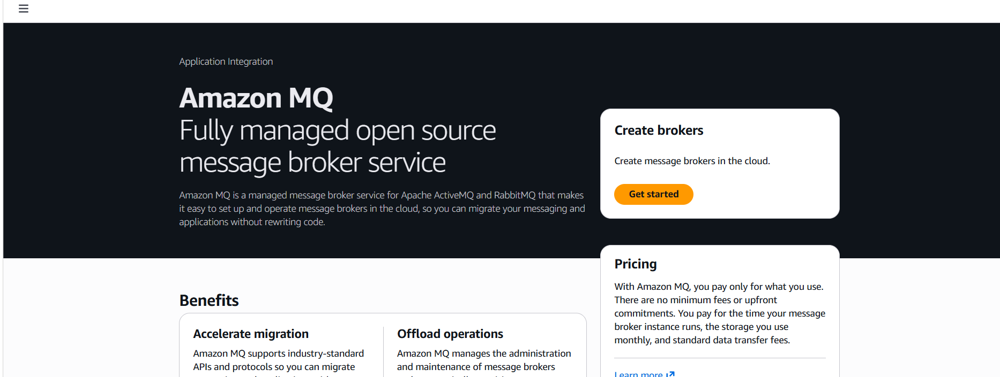 Application Integration
Amazon MQ
Fully managed open source
message broker service
Amazon MQ is a managed message broker service for Apache ActiveMQ and RabbitMQ that makes
it easy to set up and operate message brokers in the cloud, so you can migrate your messaging and
applications without rewriting code.
Create brokers
Create message brokers in the cloud.
Get started
Pricing
With Amazon MQ, you pay only for what you use.
There are no minimum fees or upfront
commitments. You pay for the time your message
broker instance runs, the storage you use
monthly, and standard data transfer fees.
Learn more
Benefits
Accelerate migration
Amazon MQ supports industry-standard
APIs and protocols so you can migrate
Offload operations
Amazon MQ manages the administration
and maintenance of message brokers